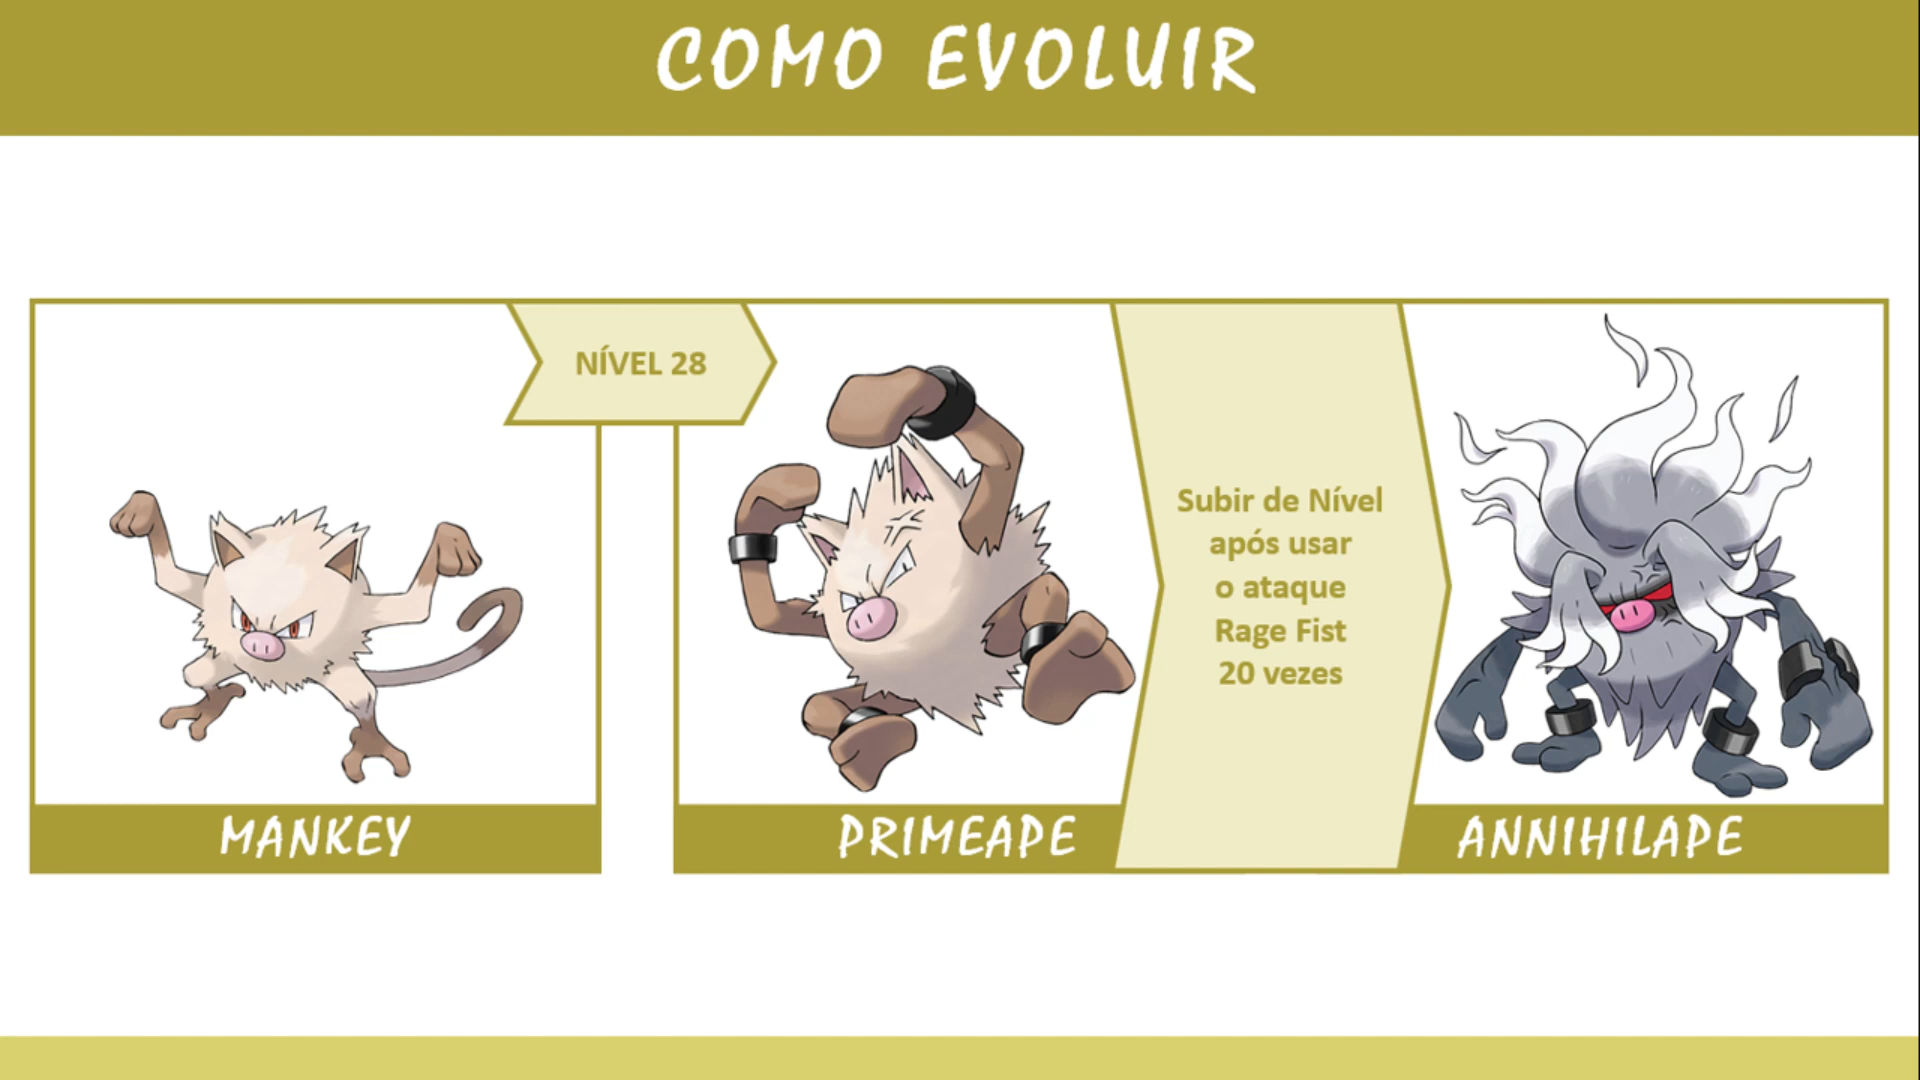 COMO EVOLUIR
NÍVEL 28
Subir de Nível
após usar
o ataque
Rage Fist
20 vezes
MANKEY
PRIMEAPE
ANNIHILAPE